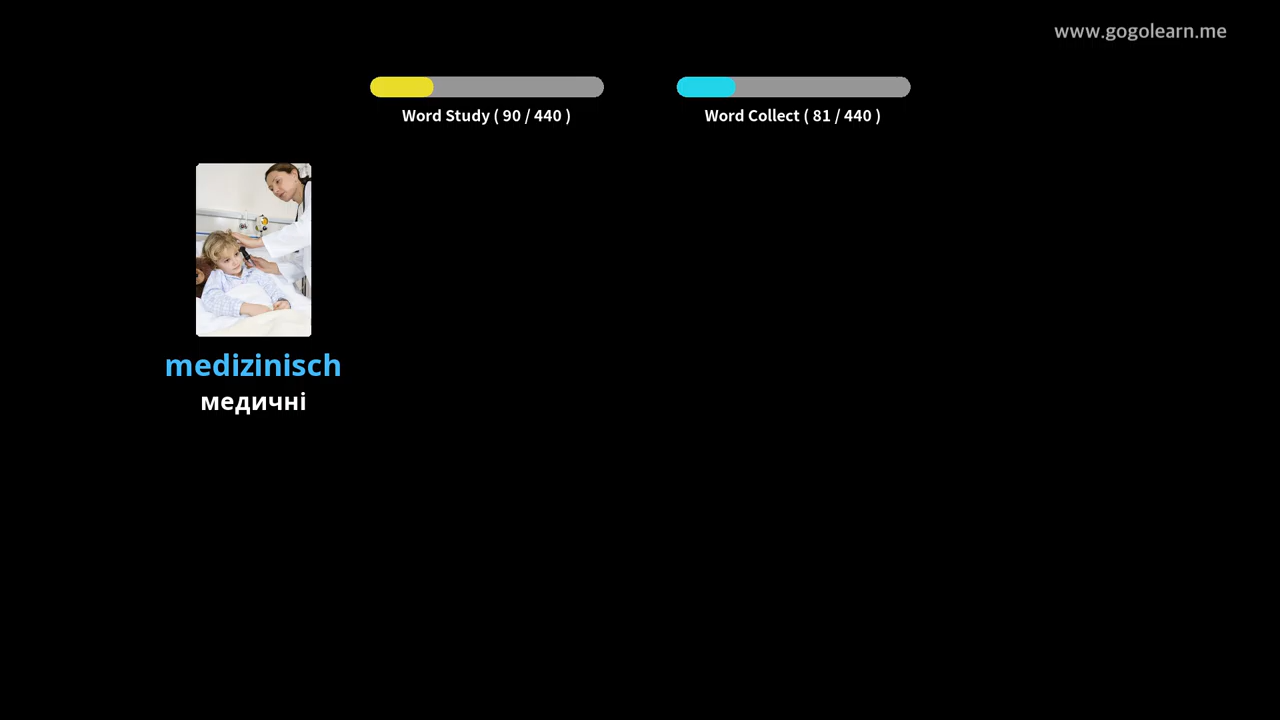 www.gogolearn.me
Word Study ( 90 / 440 )
Word Collect ( 81 / 440 )
medizinisch
медичні